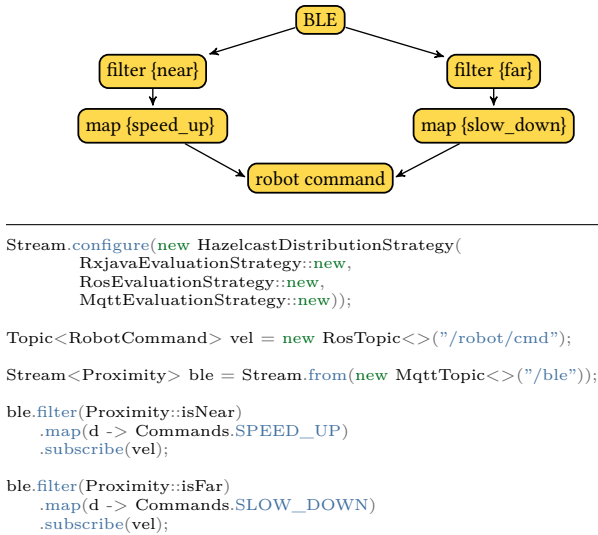 BLE
filter {near}
filter {far}
map {speed_up}
map {slow_down}
robot command
Stream.configure(new HazelcastDistributionStrategy(
RxjavaEvaluationStrategy::new,
RosEvaluationStrategy::new,
MqttEvaluationStrategy::new));
Topic<RobotCommand> vel = new RosTopic<>("/robot/cmd");
Stream<Proximity> ble = Stream.from(new MqttTopic<>("/ble"));
ble.filter(Proximity::isNear)
.map(d -> Commands.SPEED_UP)
.subscribe(vel);
ble.filter(Proximity::isFar)
.map(d -> Commands.SLOW_DOWN)
.subscribe(vel);